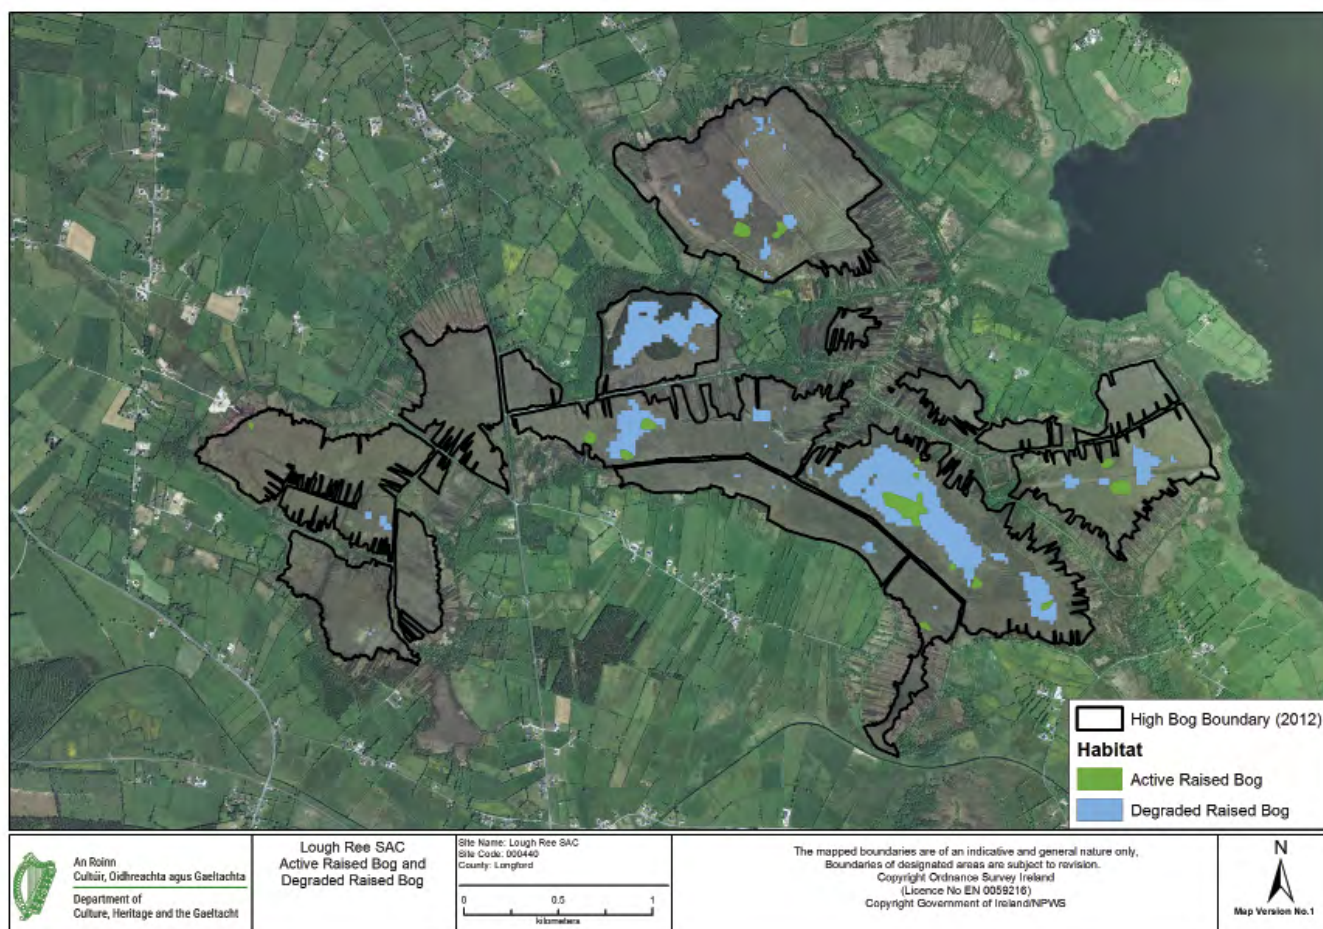 High Bog Boundary (2012)
Habitat
Active Raised Bog
Degraded Raised Bog
An Roinn
Cultúir, Oidhreachta agus Gaeltachta
Department of
Culture, Heritage and the Gaeltacht
Lough Ree SAC
Active Raised Bog and
Degraded Raised Bog
Site Name: Lough Ree SAC
Site Code: 000440
County: Longford
0 0.5 1
kilometers
The mapped boundaries are of an indicative and general nature only,
Boundaries of designated areas are subject to revision.
Copyright Ordnance Survey Ireland
(Licence No EN 0059216)
Copyright Government of Ireland/NPWS
N
Map Version No.1